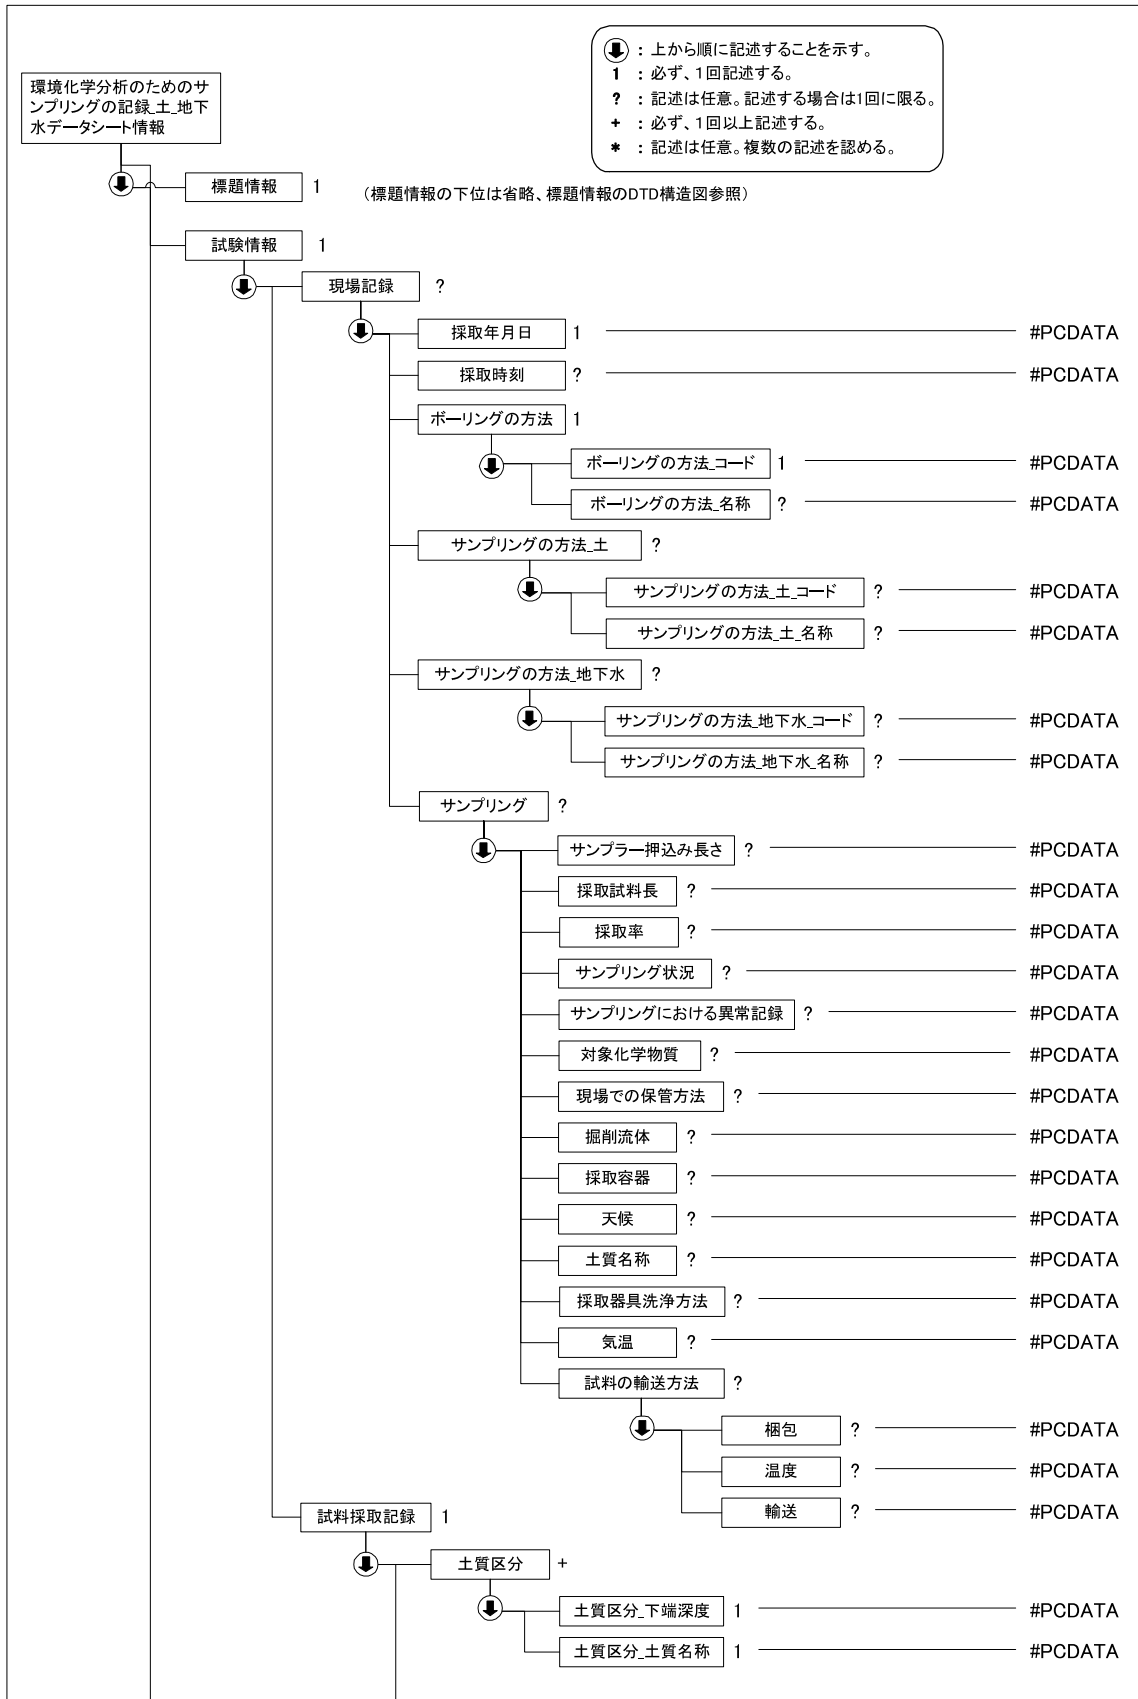 ⬇ : 上から順に記述することを示す。
1 : 必ず、1回記述する。
? : 記述は任意。記述する場合は1回に限る。
+ : 必ず、1回以上記述する。
* : 記述は任意。複数の記述を認める。
環境化学分析のためのサ
ンプリングの記録_土_地下
水データシート情報
標題情報 1 (標題情報の下位は省略、標題情報のDTD構造図参照)
試験情報 1
現場記録 ?
採取年月日 1 #PCDATA
採取時刻 ? #PCDATA
ボーリングの方法 1
ボーリングの方法_コード 1 #PCDATA
ボーリングの方法_名称 ? #PCDATA
サンプリングの方法_土 ?
サンプリングの方法_土_コード ? #PCDATA
サンプリングの方法_土_名称 ? #PCDATA
サンプリングの方法_地下水 ?
サンプリングの方法_地下水_コード ? #PCDATA
サンプリングの方法_地下水_名称 ? #PCDATA
サンプリング ?
サンプラー押込み長さ ? #PCDATA
採取試料長 ? #PCDATA
採取率 ? #PCDATA
サンプリング状況 ? #PCDATA
サンプリングにおける異常記録 ? #PCDATA
対象化学物質 ? #PCDATA
現場での保管方法 ? #PCDATA
掘削流体 ? #PCDATA
採取容器 ? #PCDATA
天候 ? #PCDATA
土質名称 ? #PCDATA
採取器具洗浄方法 ? #PCDATA
気温 ? #PCDATA
試料の輸送方法 ?
梱包 ? #PCDATA
温度 ? #PCDATA
輸送 ? #PCDATA
試料採取記録 1
土質区分 +
土質区分_下端深度 1 #PCDATA
土質区分_土質名称 1 #PCDATA